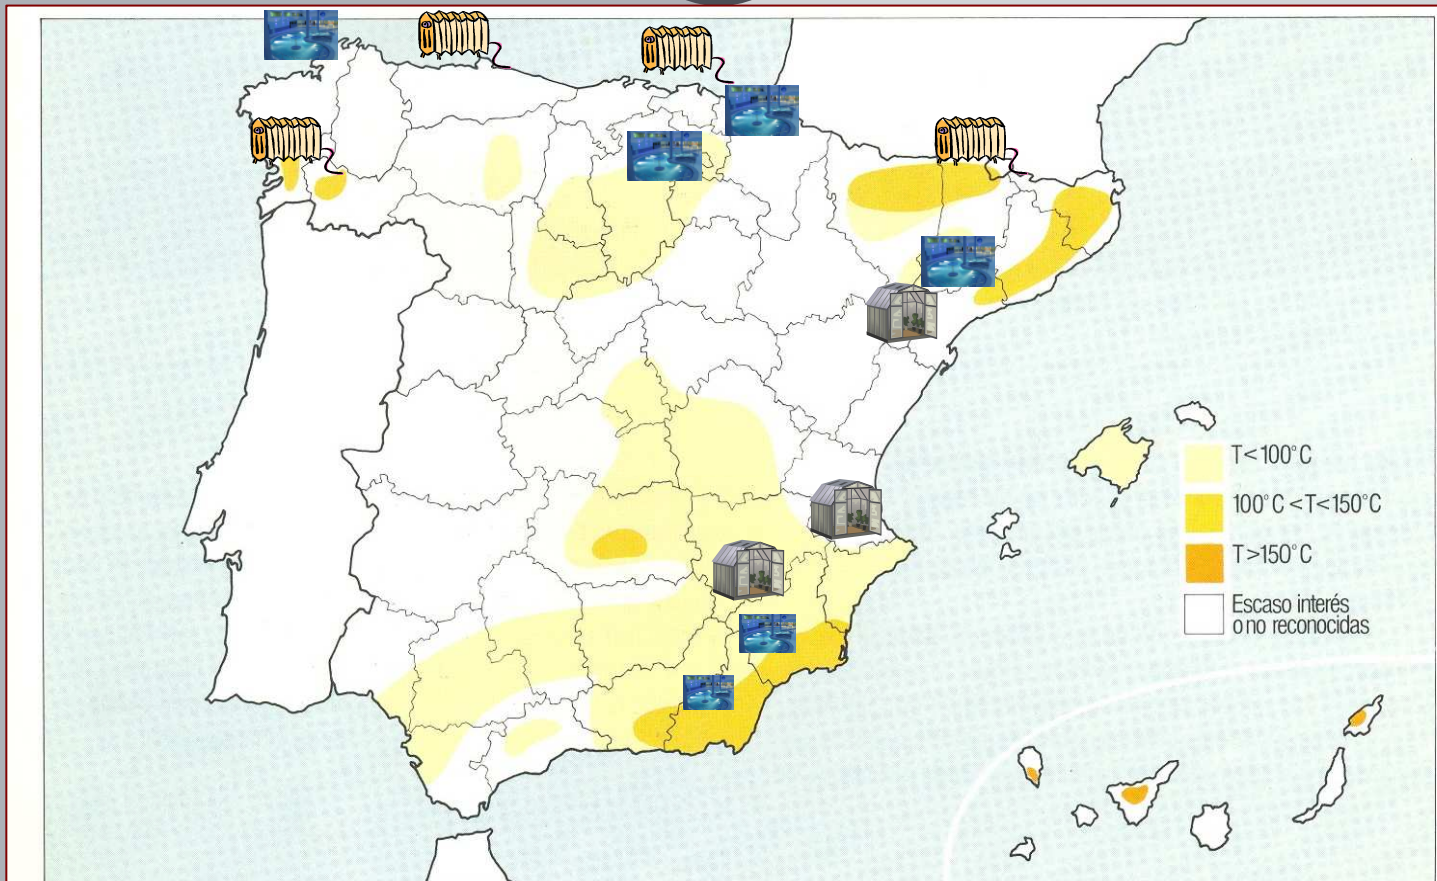 T<100°C
100°C <T<150°C
T>150°C
Escaso interés
o no reconocidas